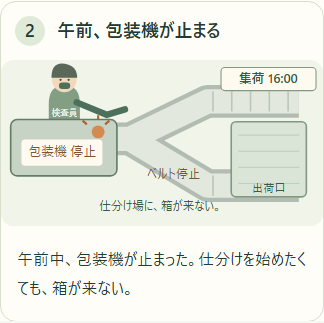 2 午前、包装機が止まる
集荷 16:00
検査員
包装機 停止
ベルト停止
出荷口
仕分け場に、箱が来ない。
午前中、包装機が止まった。仕分けを始めたく
ても、箱が来ない。